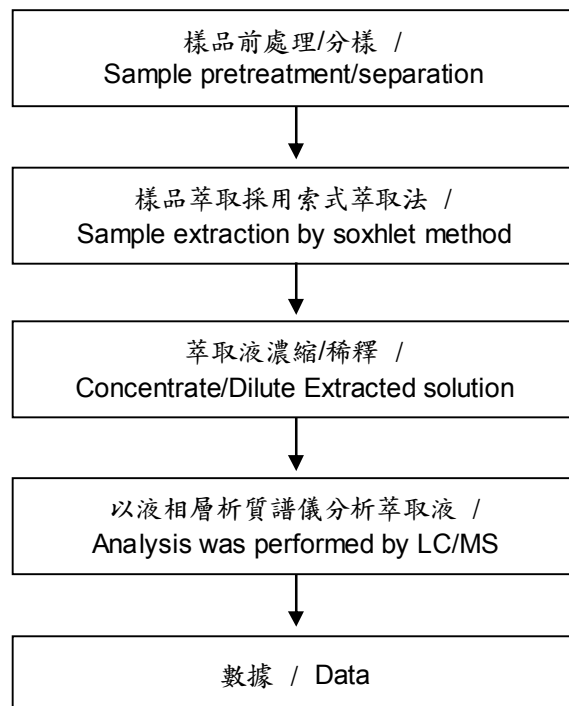 樣品前處理/分樣 /
Sample pretreatment/separation
樣品萃取採用索式萃取法 /
Sample extraction by soxhlet method
萃取液濃縮/稀釋 /
Concentrate/Dilute Extracted solution
以液相層析質譜儀分析萃取液 /
Analysis was performed by LC/MS
數據 / Data